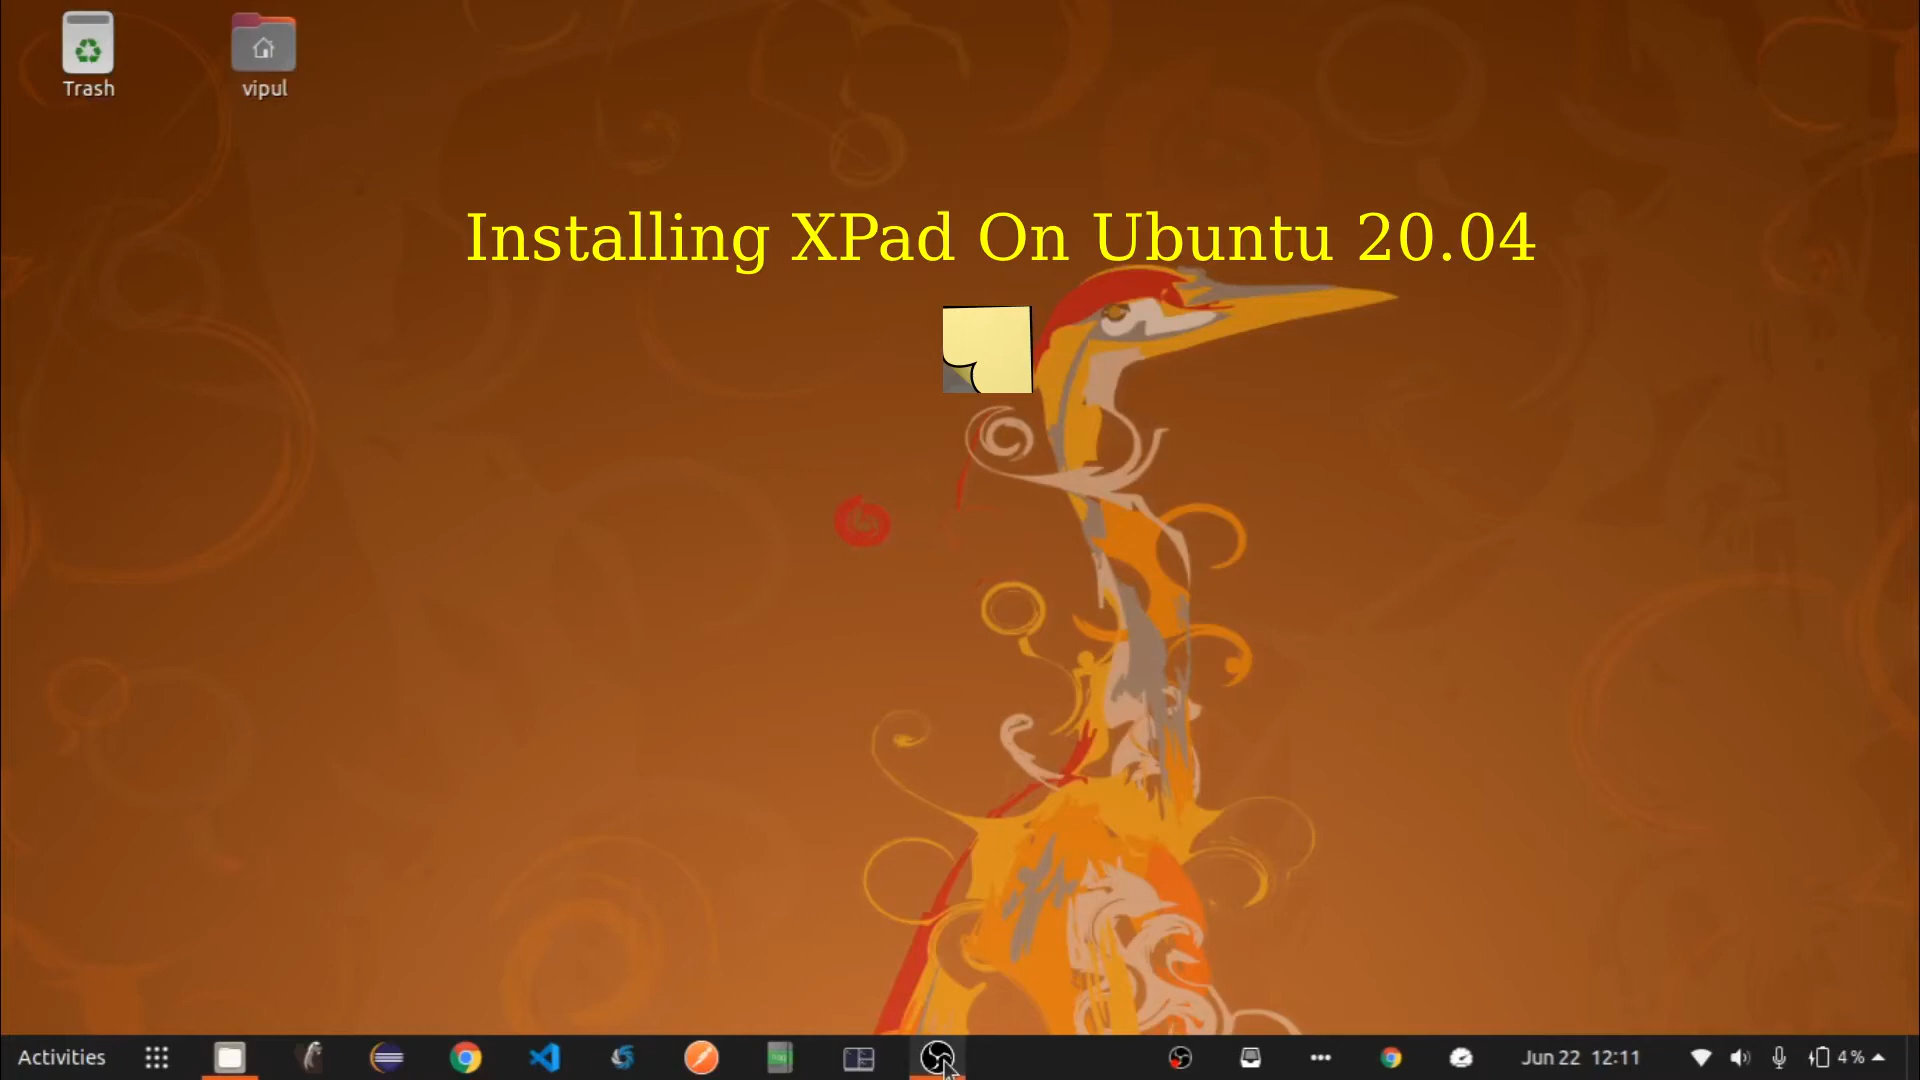 Trash
vipul
Installing XPad On Ubuntu 20.04
Activities
Jun 22 12:11
4%